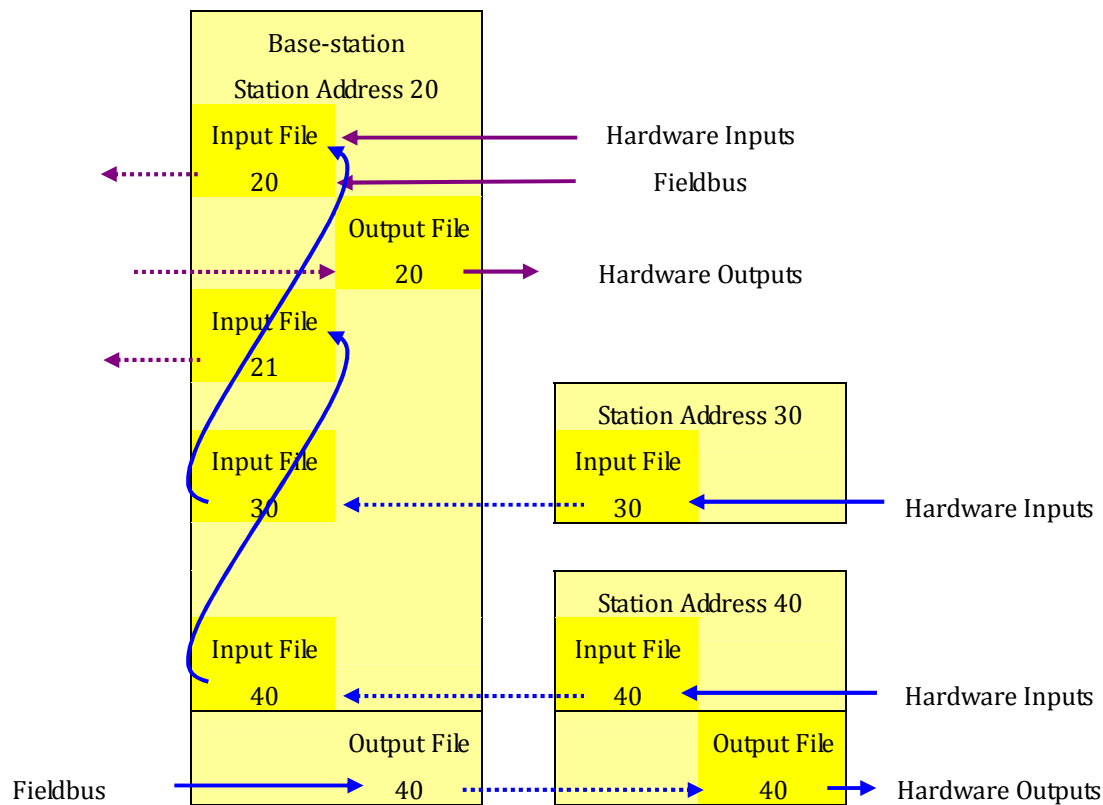 Base-station
Station Address 20
Input File
20
Hardware Inputs
Fieldbus
Output File
20
Hardware Outputs
Input File
21
Station Address 30
Input File
30
Input File
30
Hardware Inputs
Station Address 40
Input File
40
Input File
40
Hardware Inputs
Output File
40
Output File
40
Fieldbus
Hardware Outputs